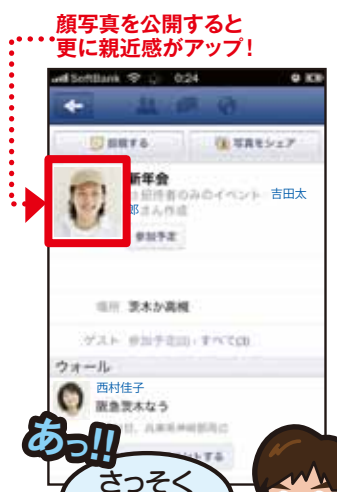 顔写真を公開すると
更に親近感がアップ！
SoftBank 0:24
投稿する 写真をシェア
新年会
招待者のみのイベント 吉田太
郎さん作成
参加予定
場所 茨木か高槻
ゲスト 参加予定(2)・すべて(3)
ウォール
西村佳子
阪急茨木なう
あっ!!
さっそく